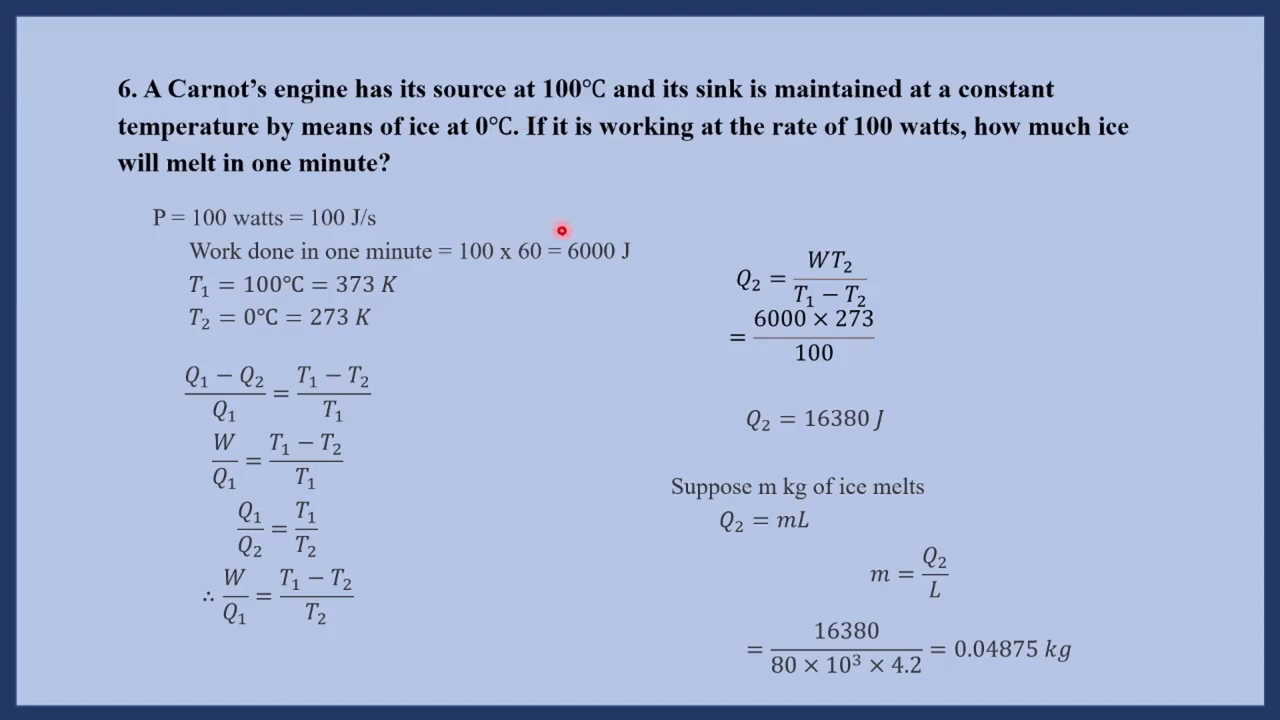 6. A Carnot’s engine has its source at 100℃ and its sink is maintained at a constant
temperature by means of ice at 0℃. If it is working at the rate of 100 watts, how much ice
will melt in one minute?
P = 100 watts = 100 J/s
Work done in one minute = 100 x 60 = 6000 J
T₁ = 100℃ = 373 K
T₂ = 0℃ = 273 K
(Q₁ − Q₂)/Q₁ = (T₁ − T₂)/T₁
W/Q₁ = (T₁ − T₂)/T₁
Q₁/Q₂ = T₁/T₂
∴ W/Q₁ = (T₁ − T₂)/T₂
Q₂ = WT₂/(T₁ − T₂)
= (6000 × 273)/100
Q₂ = 16380 J
Suppose m kg of ice melts
Q₂ = mL
m = Q₂/L
= 16380/(80 × 10³ × 4.2) = 0.04875 kg